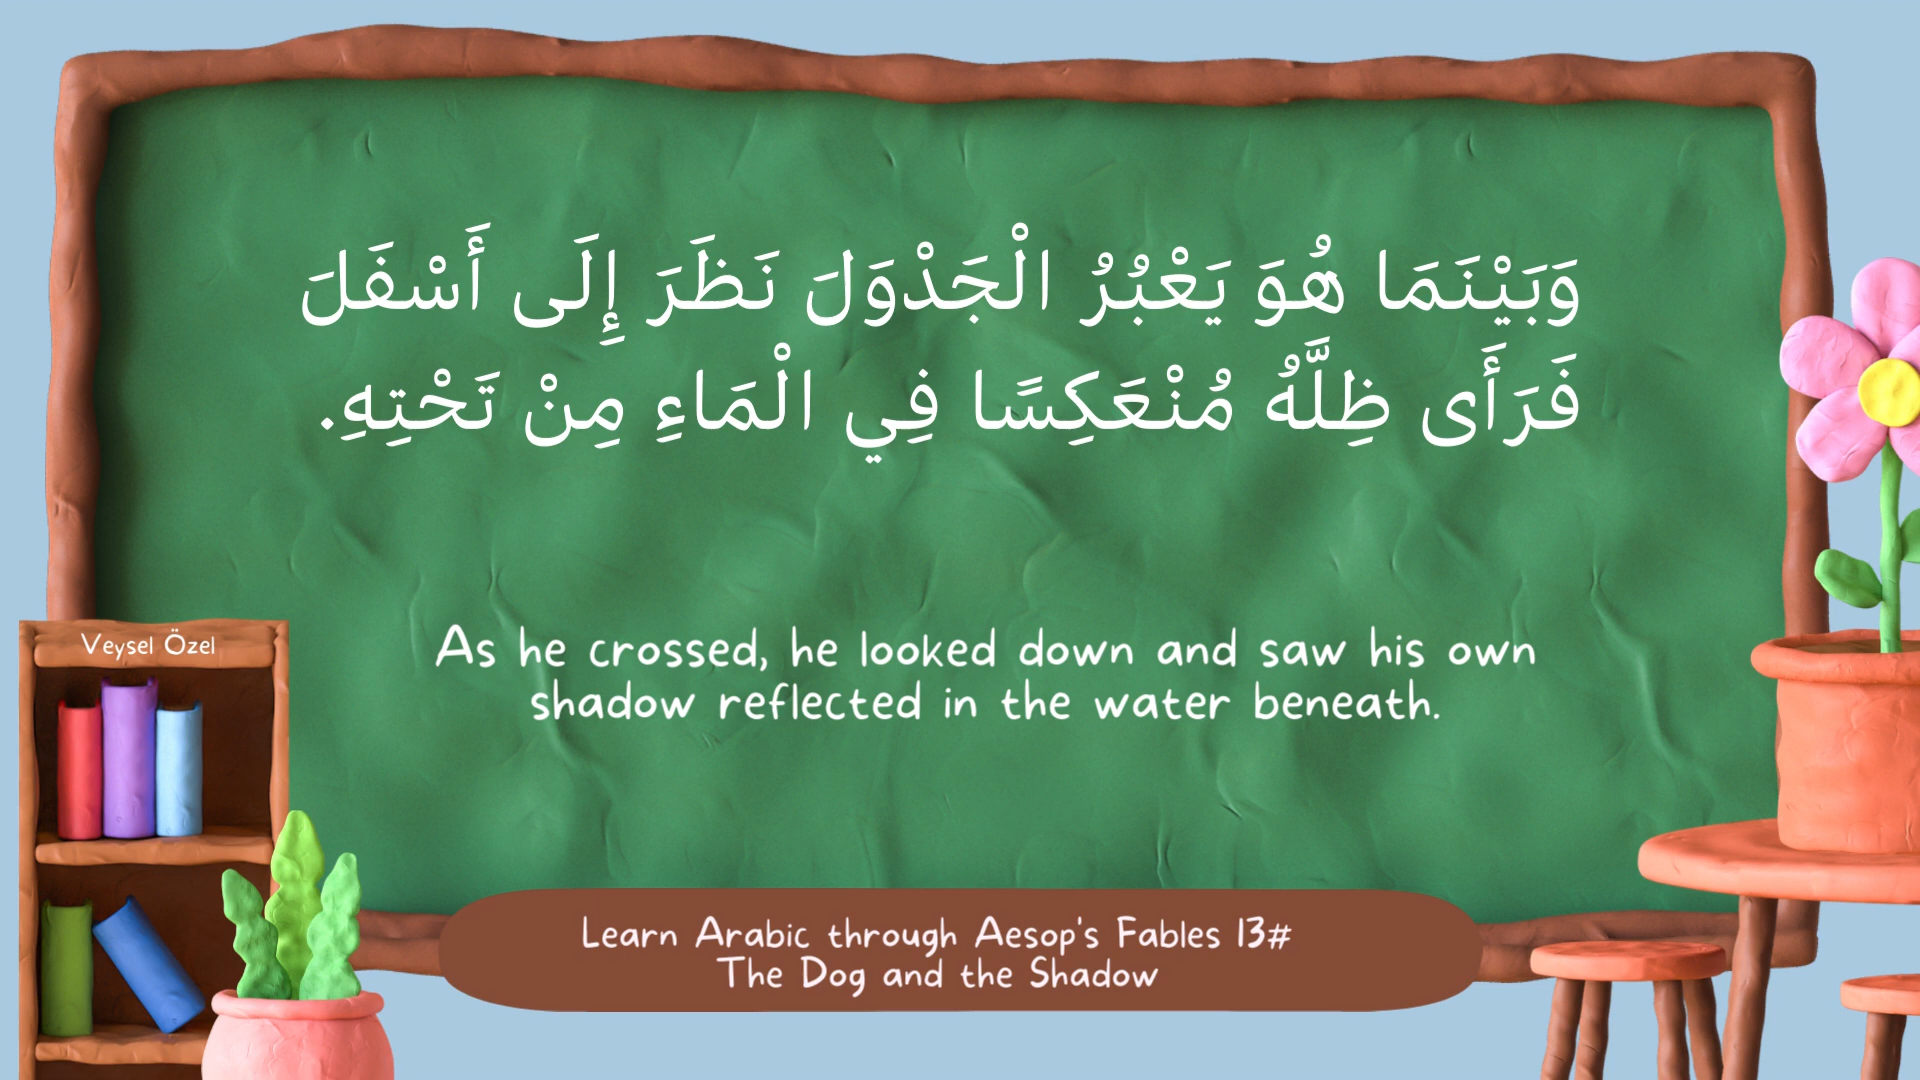 وَبَيْنَمَا هُوَ يَعْبُرُ الْجَدْوَلَ نَظَرَ إِلَى أَسْفَلَ
فَرَأَى ظِلَّهُ مُنْعَكِسًا فِي الْمَاءِ مِنْ تَحْتِهِ.
As he crossed, he looked down and saw his own
shadow reflected in the water beneath.
Veysel Özel
Learn Arabic through Aesop's Fables 13#
The Dog and the Shadow